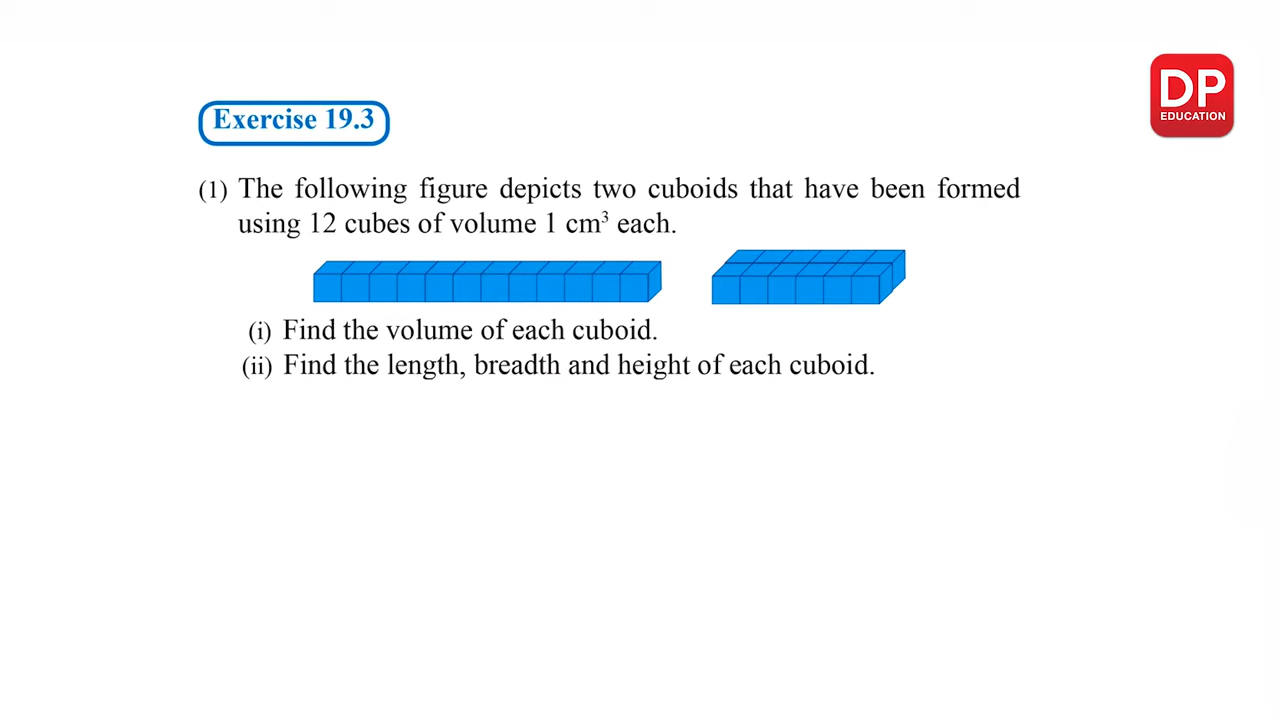 DP
EDUCATION
Exercise 19.3
(1) The following figure depicts two cuboids that have been formed
using 12 cubes of volume 1 cm³ each.
(i) Find the volume of each cuboid.
(ii) Find the length, breadth and height of each cuboid.